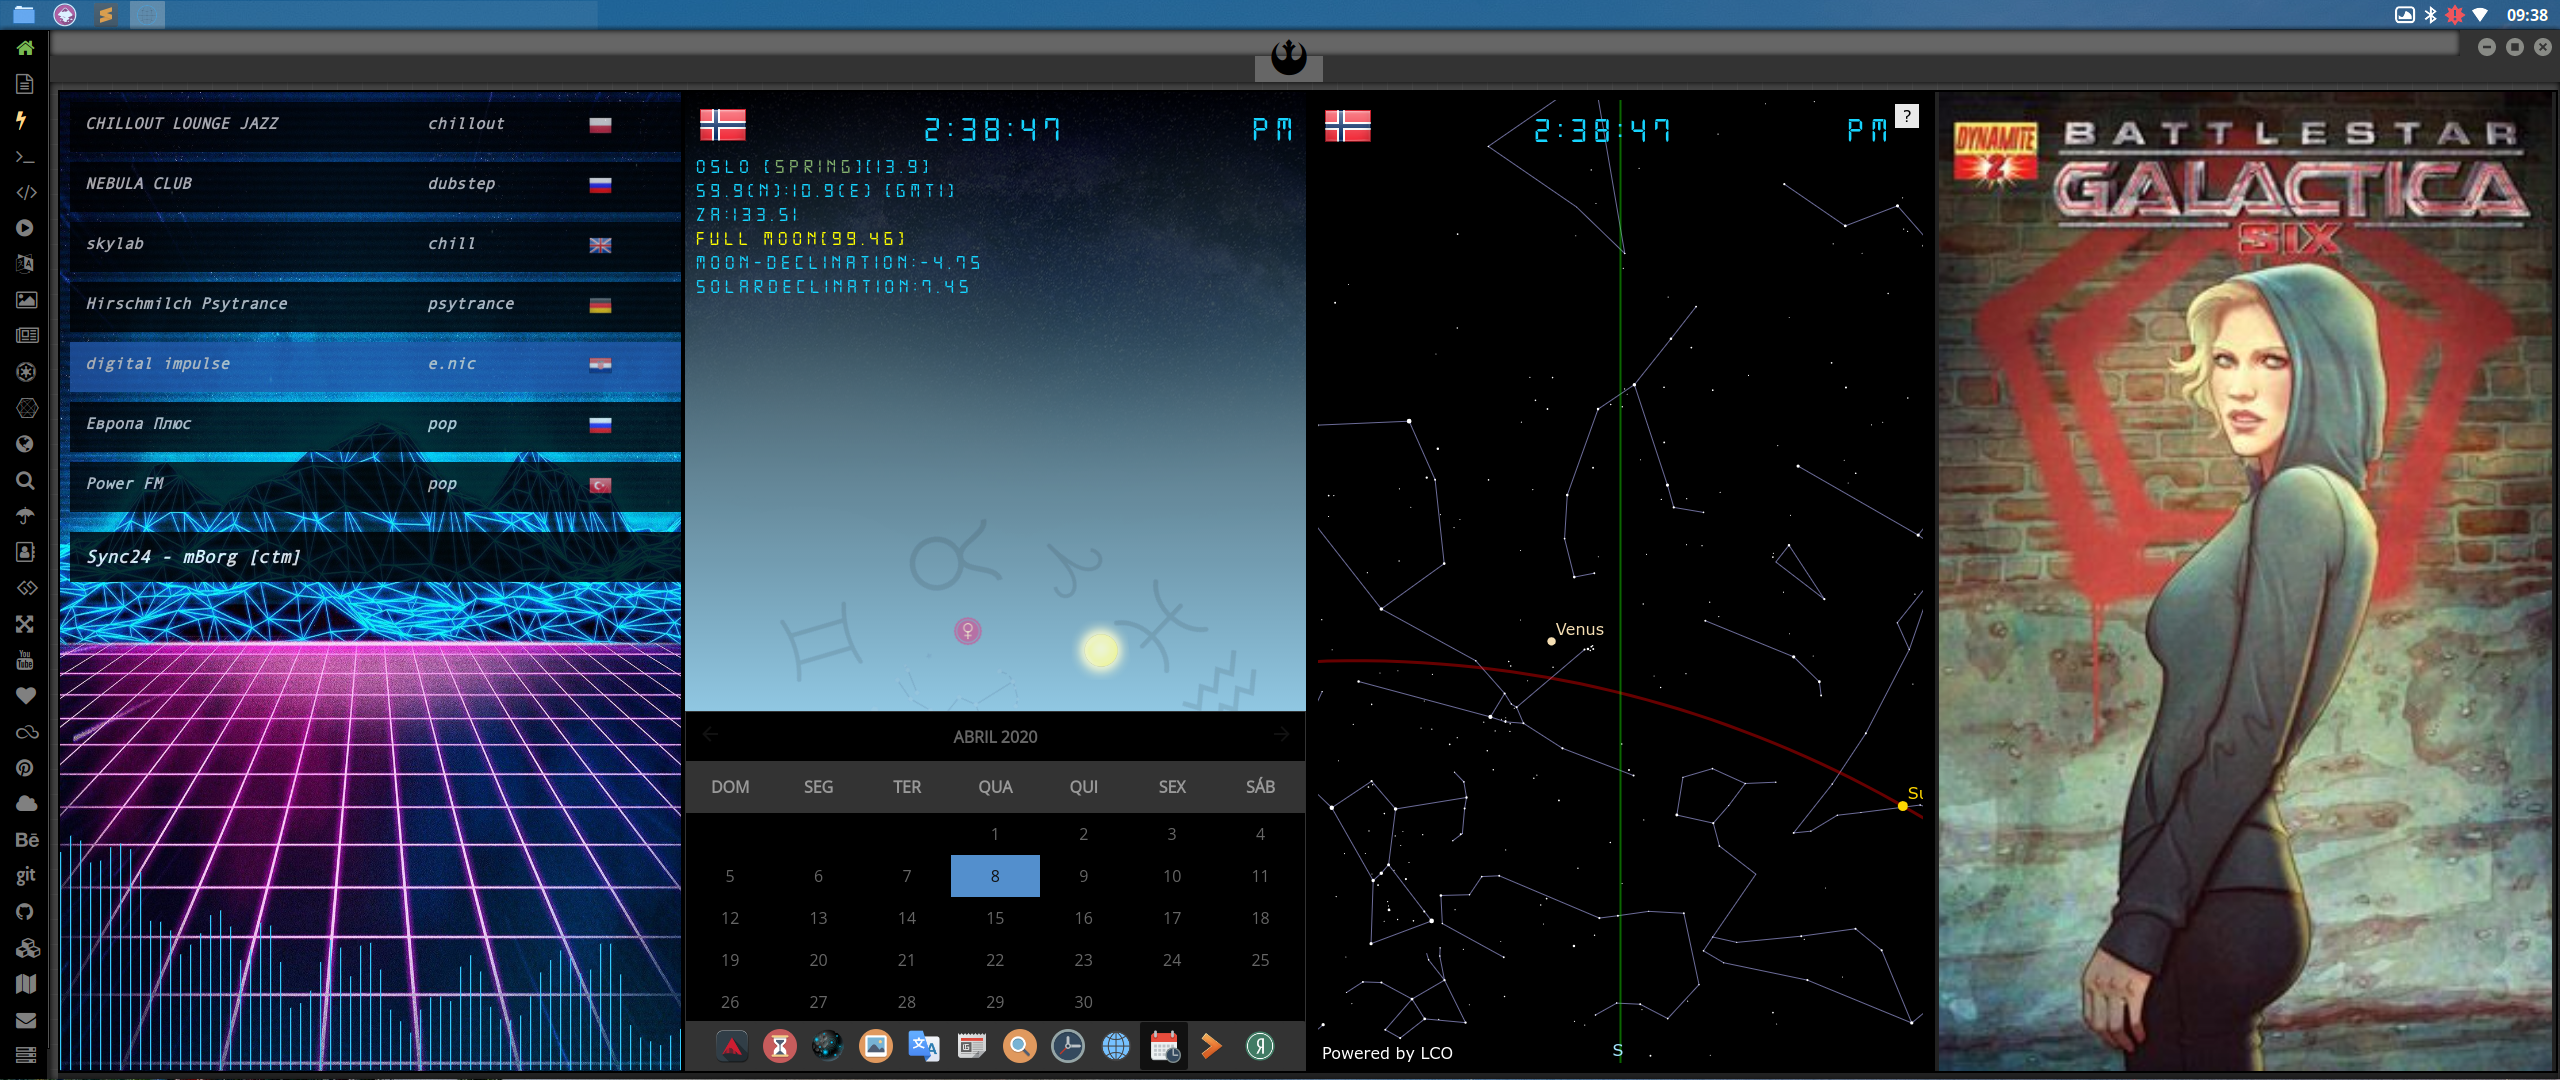 09:38
CHILLOUT LOUNGE JAZZ chillout
NEBULA CLUB dubstep
skylab chill
Hirschmilch Psytrance psytrance
digital impulse e.nic
Европа Плюс pop
Power FM pop
Sync24 - mBorg [ctm]
You
Tube
Bē
git
2:38:47 PM
OSLO [SPRING][13.9]
59.9(N):10.9(E) [GMT1]
ZA:133.51
FULL MOON[99.46]
MOON-DECLINATION:-4.75
SOLARDECLINATION:7.45
ABRIL 2020
DOM SEG TER QUA QUI SEX SÁB
1 2 3 4
5 6 7 8 9 10 11
12 13 14 15 16 17 18
19 20 21 22 23 24 25
26 27 28 29 30
2:38:47 PM ?
Venus
Su
S
Powered by LCO
DYNAMITE
2
BATTLESTAR
GALACTICA
SIX